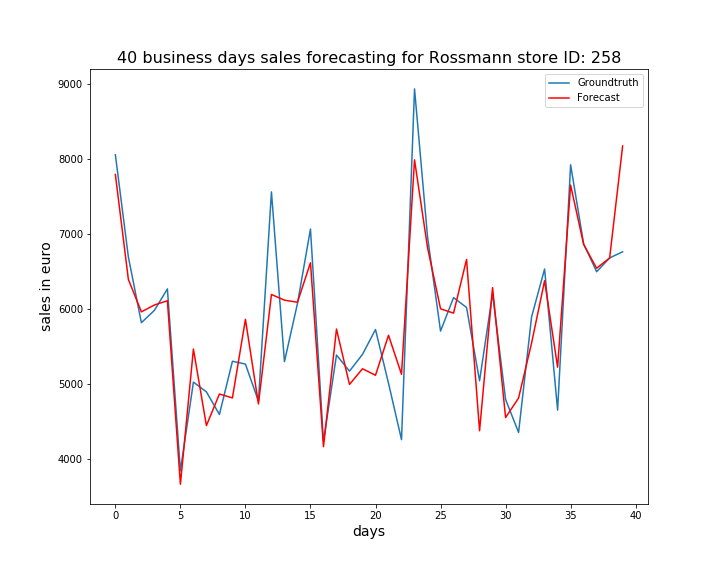 40 business days sales forecasting for Rossmann store ID: 258
Groundtruth
Forecast
sales in euro
9000
8000
7000
6000
5000
4000
0 5 10 15 20 25 30 35 40
days